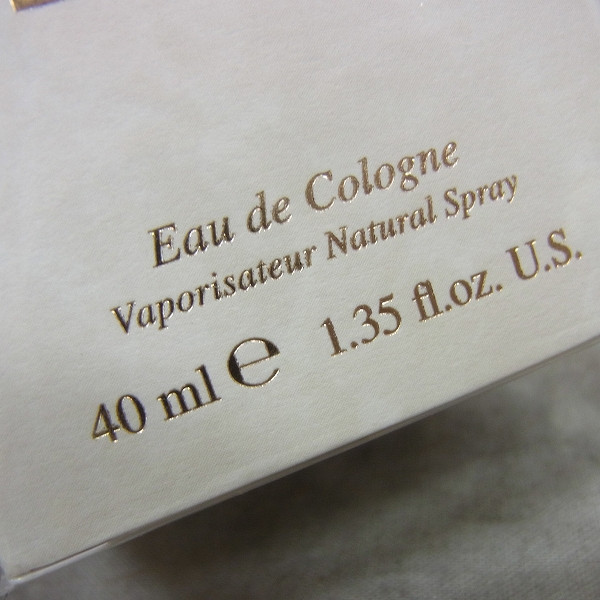 Eau de Cologne
Vaporisateur Natural Spray
40 ml ℮ 1.35 fl.oz. U.S.